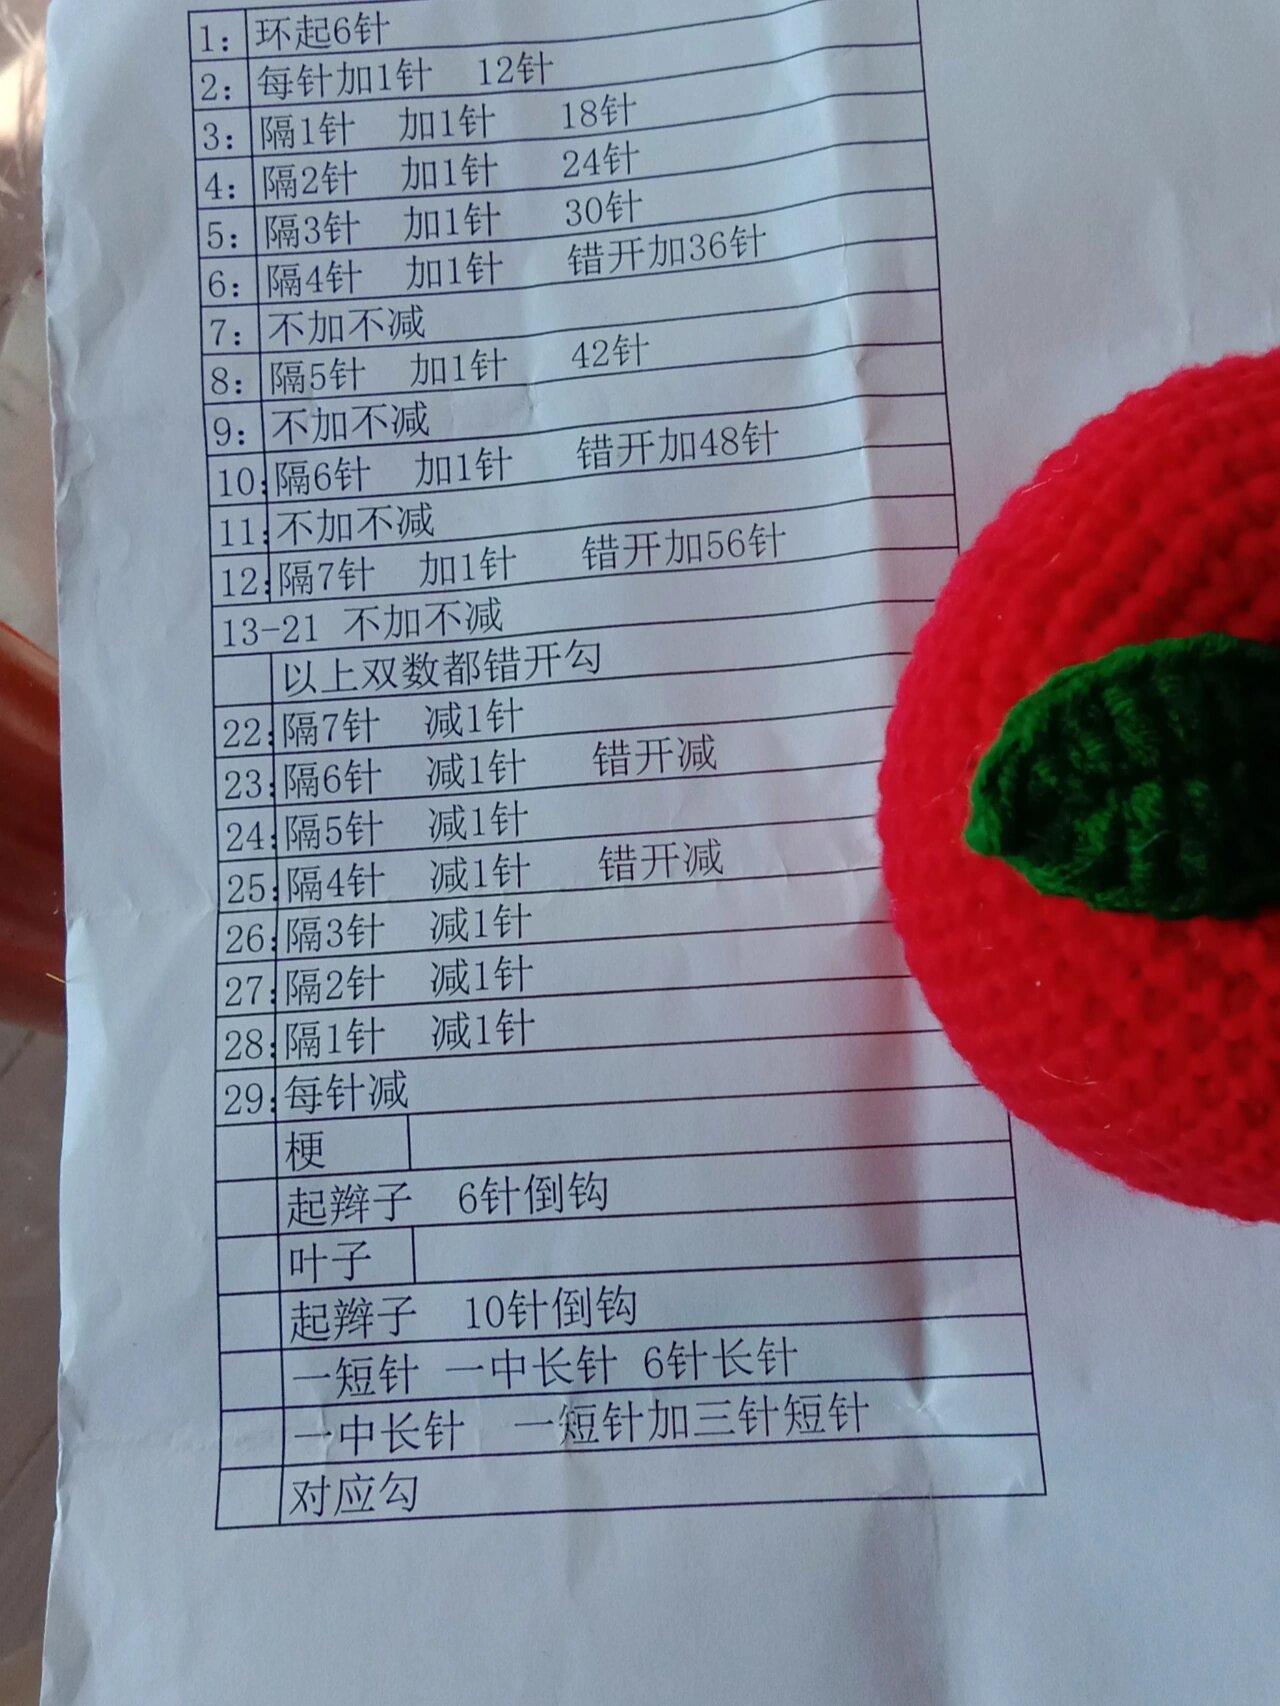 1: 环起6针
2: 每针加1针 12针
3: 隔1针 加1针 18针
4: 隔2针 加1针 24针
5: 隔3针 加1针 30针
6: 隔4针 加1针 错开加36针
7: 不加不减
8: 隔5针 加1针 42针
9: 不加不减
10: 隔6针 加1针 错开加48针
11: 不加不减
12: 隔7针 加1针 错开加56针
13-21 不加不减
以上双数都错开勾
22: 隔7针 减1针
23: 隔6针 减1针 错开减
24: 隔5针 减1针
25: 隔4针 减1针 错开减
26: 隔3针 减1针
27: 隔2针 减1针
28: 隔1针 减1针
29: 每针减
梗
起辫子 6针倒钩
叶子
起辫子 10针倒钩
一短针 一中长针 6针长针
一中长针 一短针加三针短针
对应勾